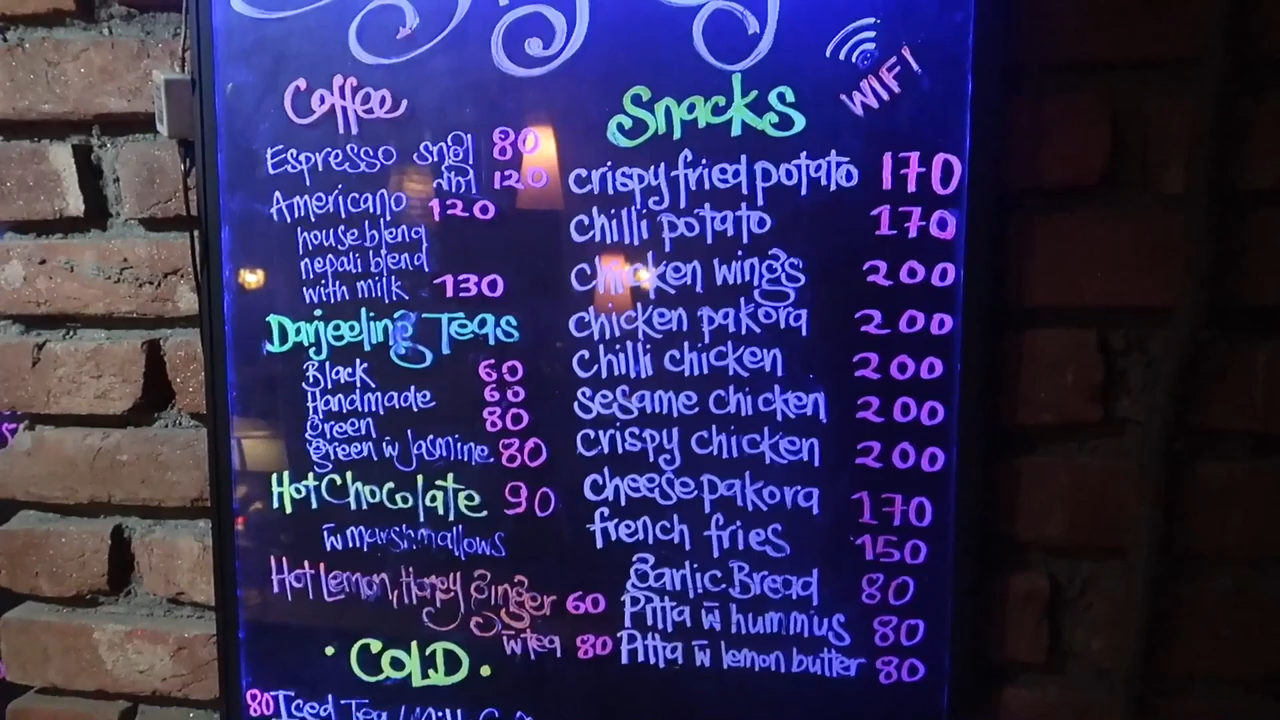 WIFI!
Coffee
Espresso sngl 80
dbl 120
Americano 120
house blend
nepali blend
with milk 130
Darjeeling Teas
Black 60
Handmade 60
Green 80
Green w̄ Jasmine 80
Hot Chocolate 90
w̄ marshmallows
Hot Lemon, Honey Ginger 60
w̄ tea 80
• COLD •
80 Iced Tea /
Snacks
crispy fried potato 170
chilli potato 170
chicken wings 200
chicken pakora 200
Chilli chicken 200
sesame chicken 200
crispy chicken 200
cheese pakora 170
french fries 150
Garlic Bread 80
Pitta w̄ hummus 80
Pitta w̄ lemon butter 80